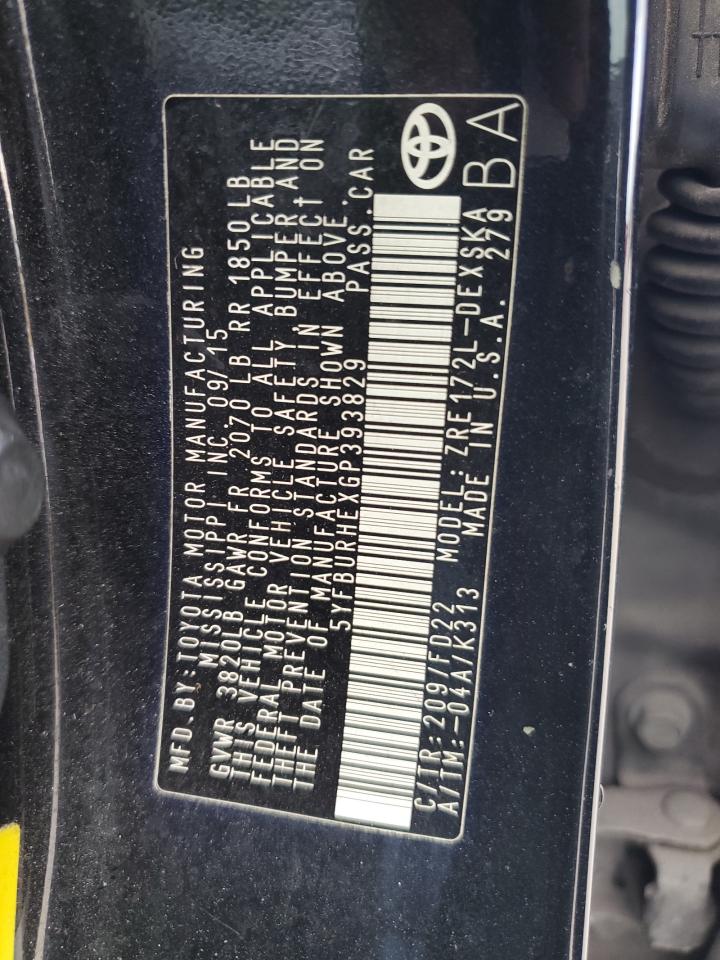 MFD.BY:TOYOTA MOTOR MANUFACTURING
MISSISSIPPI INC.09/15
GVWR 3820LB GAWR FR 2070 LB RR 1850LB
THIS VEHICLE CONFORMS TO ALL APPLICABLE
FEDERAL MOTOR VEHICLE SAFETY BUMPER AND
THEFT PREVENTION STANDARDS IN EFFECT ON
THE DATE OF MANUFACTURE SHOWN ABOVE.
5YFBURHEXGP393829 PASS.CAR
C/TR:209/FD22 MODEL:ZRE172L-DEXSKA
A/TM:-04A/K313 MADE IN U.S.A. 279
BA